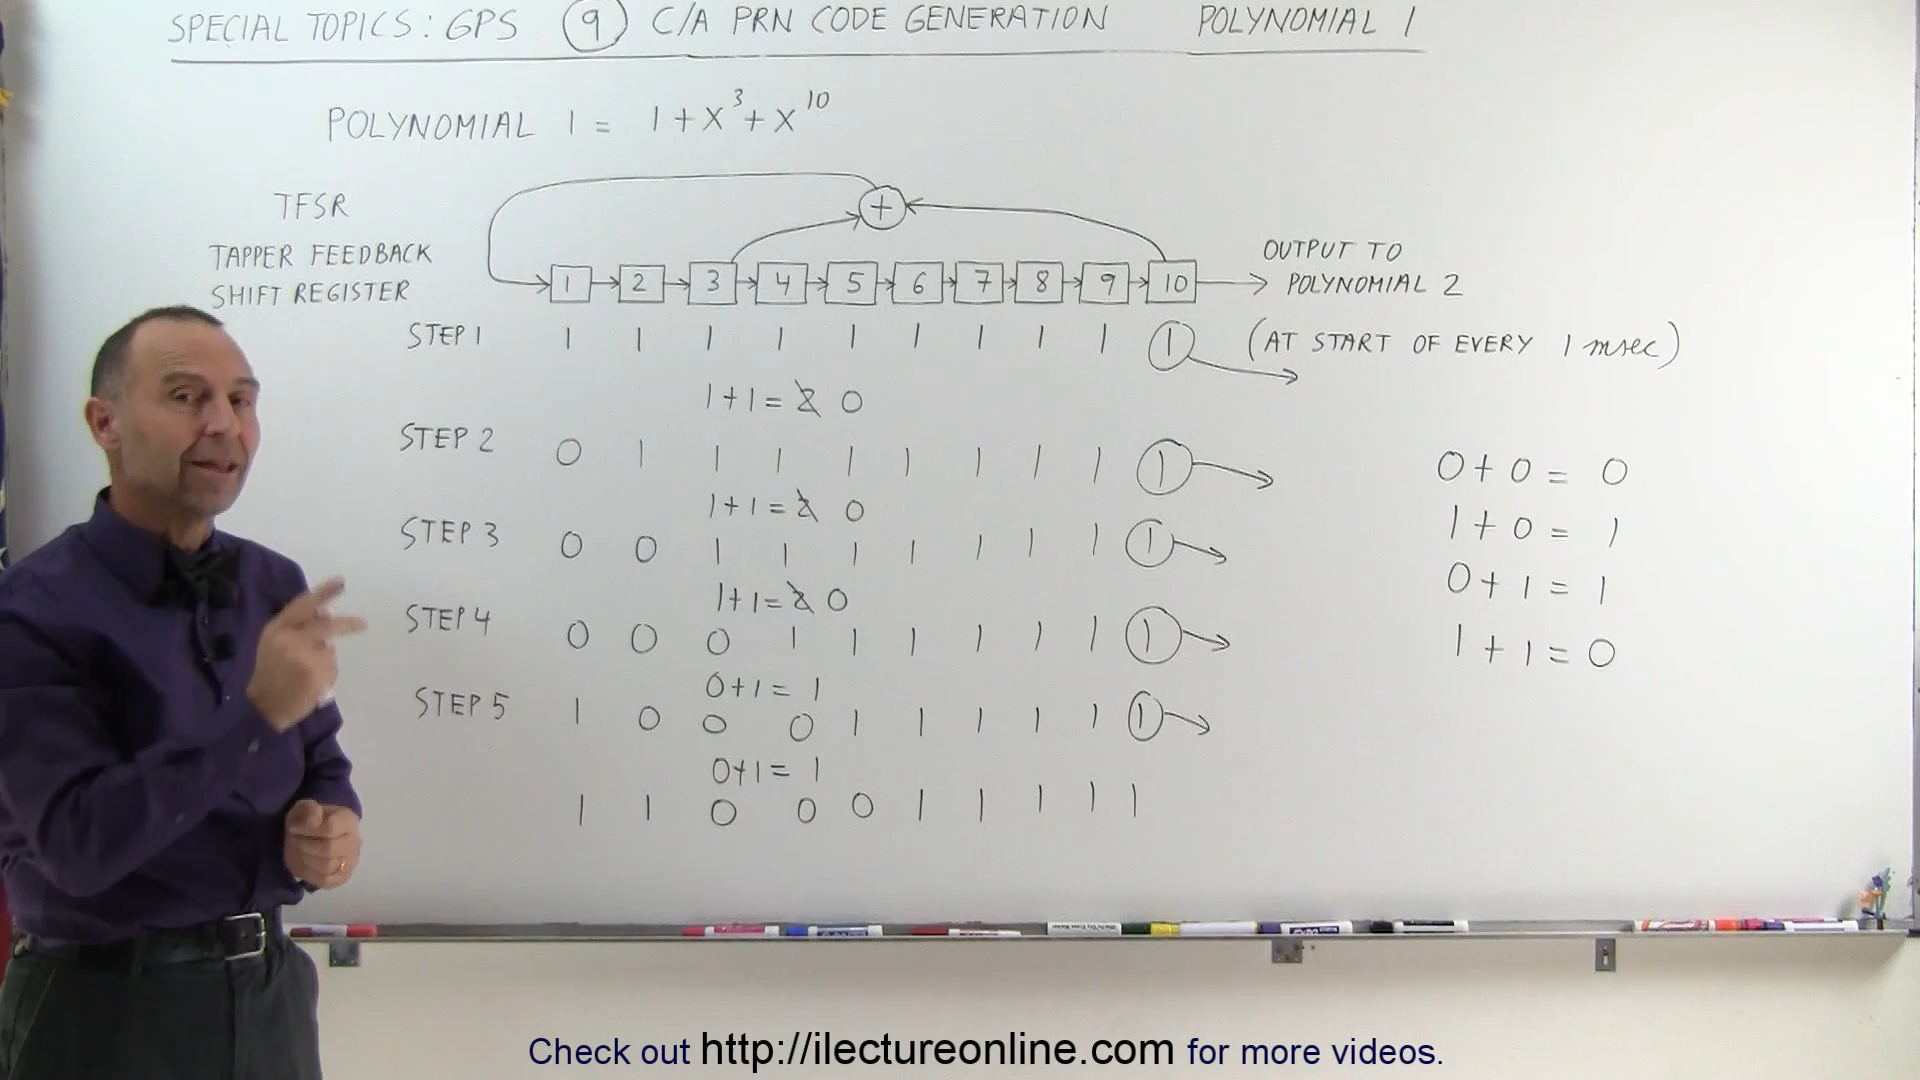 SPECIAL TOPICS: GPS 9 C/A PRN CODE GENERATION POLYNOMIAL 1
POLYNOMIAL 1 = 1 + x³ + x¹⁰
TFSR
TAPPER FEEDBACK
SHIFT REGISTER
+
1 2 3 4 5 6 7 8 9 10
OUTPUT TO
POLYNOMIAL 2
STEP 1 1 1 1 1 1 1 1 1 1 1 (AT START OF EVERY 1 msec)
1 + 1 = 2 0
STEP 2 0 1 1 1 1 1 1 1 1 1
1 + 1 = 2 0
STEP 3 0 0 1 1 1 1 1 1 1 1
1 + 1 = 2 0
STEP 4 0 0 0 1 1 1 1 1 1 1
0 + 1 = 1
STEP 5 1 0 0 0 1 1 1 1 1 1
0 + 1 = 1
1 1 0 0 0 1 1 1 1 1
0 + 0 = 0
1 + 0 = 1
0 + 1 = 1
1 + 1 = 0
Check out http://ilectureonline.com for more videos.